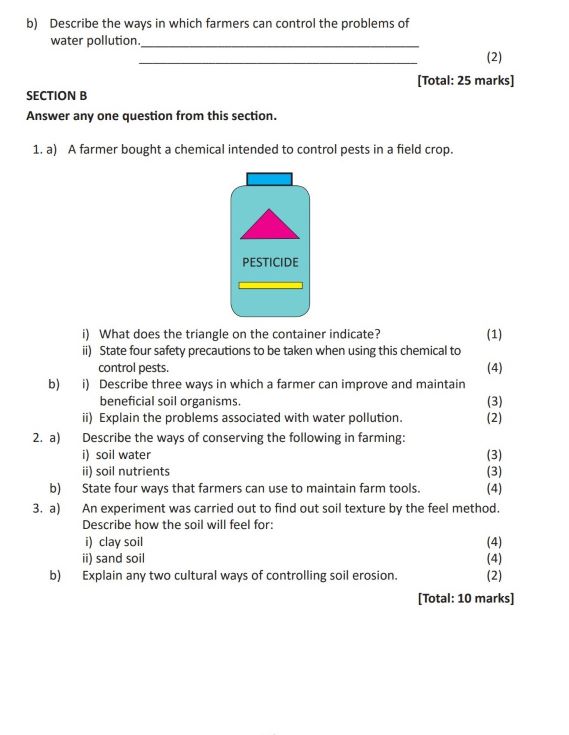 b) Describe the ways in which farmers can control the problems of
water pollution.
(2)
[Total: 25 marks]
SECTION B
Answer any one question from this section.
1. a) A farmer bought a chemical intended to control pests in a field crop.
PESTICIDE
i) What does the triangle on the container indicate? (1)
ii) State four safety precautions to be taken when using this chemical to
control pests. (4)
b) i) Describe three ways in which a farmer can improve and maintain
beneficial soil organisms. (3)
ii) Explain the problems associated with water pollution. (2)
2. a) Describe the ways of conserving the following in farming:
i) soil water (3)
ii) soil nutrients (3)
b) State four ways that farmers can use to maintain farm tools. (4)
3. a) An experiment was carried out to find out soil texture by the feel method.
Describe how the soil will feel for:
i) clay soil (4)
ii) sand soil (4)
b) Explain any two cultural ways of controlling soil erosion. (2)
[Total: 10 marks]